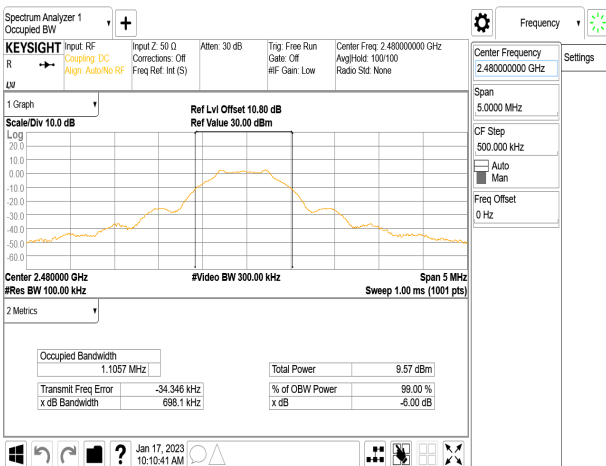 Spectrum Analyzer 1
Occupied BW
Frequency
KEYSIGHT
R
LXI
Input: RF
Coupling: DC
Align: Auto/No RF
Input Z: 50 Ω
Corrections: Off
Freq Ref: Int (S)
Atten: 30 dB
Trig: Free Run
Gate: Off
#IF Gain: Low
Center Freq: 2.480000000 GHz
Avg|Hold: 100/100
Radio Std: None
Center Frequency
2.480000000 GHz
Settings
Span
5.0000 MHz
CF Step
500.000 kHz
Auto
Man
Freq Offset
0 Hz
1 Graph
Scale/Div 10.0 dB
Ref Lvl Offset 10.80 dB
Ref Value 30.00 dBm
Log
20.0
10.0
0.00
-10.0
-20.0
-30.0
-40.0
-50.0
-60.0
Center 2.480000 GHz
#Res BW 100.00 kHz
#Video BW 300.00 kHz
Span 5 MHz
Sweep 1.00 ms (1001 pts)
2 Metrics
Occupied Bandwidth
1.1057 MHz
Transmit Freq Error -34.346 kHz
x dB Bandwidth 698.1 kHz
Total Power 9.57 dBm
% of OBW Power 99.00 %
x dB -6.00 dB
?
Jan 17, 2023
10:10:41 AM